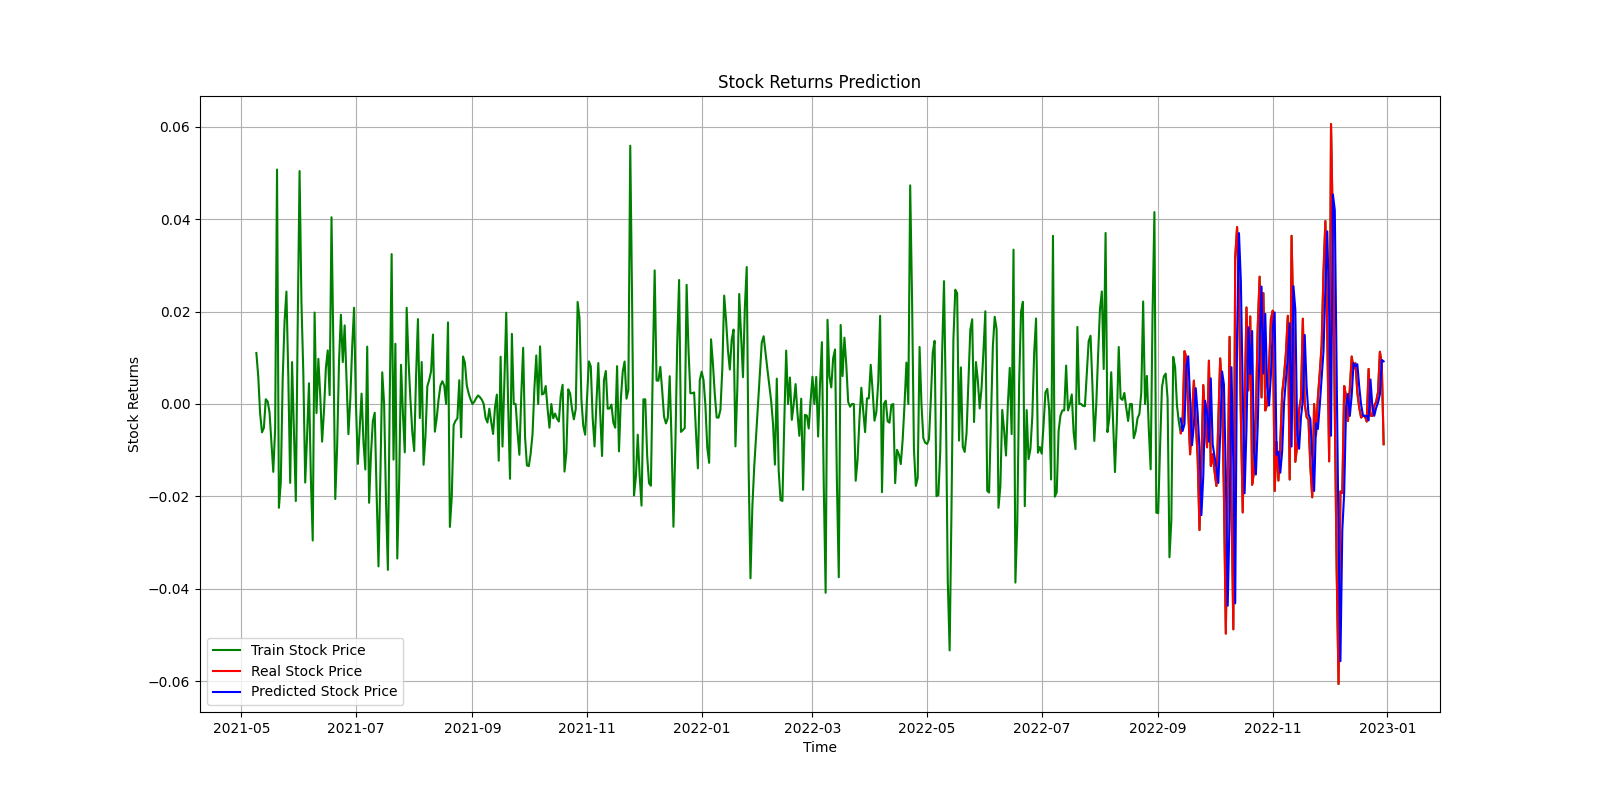 Stock Returns Prediction
Stock Returns
0.06
0.04
0.02
0.00
−0.02
−0.04
−0.06
Train Stock Price
Real Stock Price
Predicted Stock Price
2021-05 2021-07 2021-09 2021-11 2022-01 2022-03 2022-05 2022-07 2022-09 2022-11 2023-01
Time